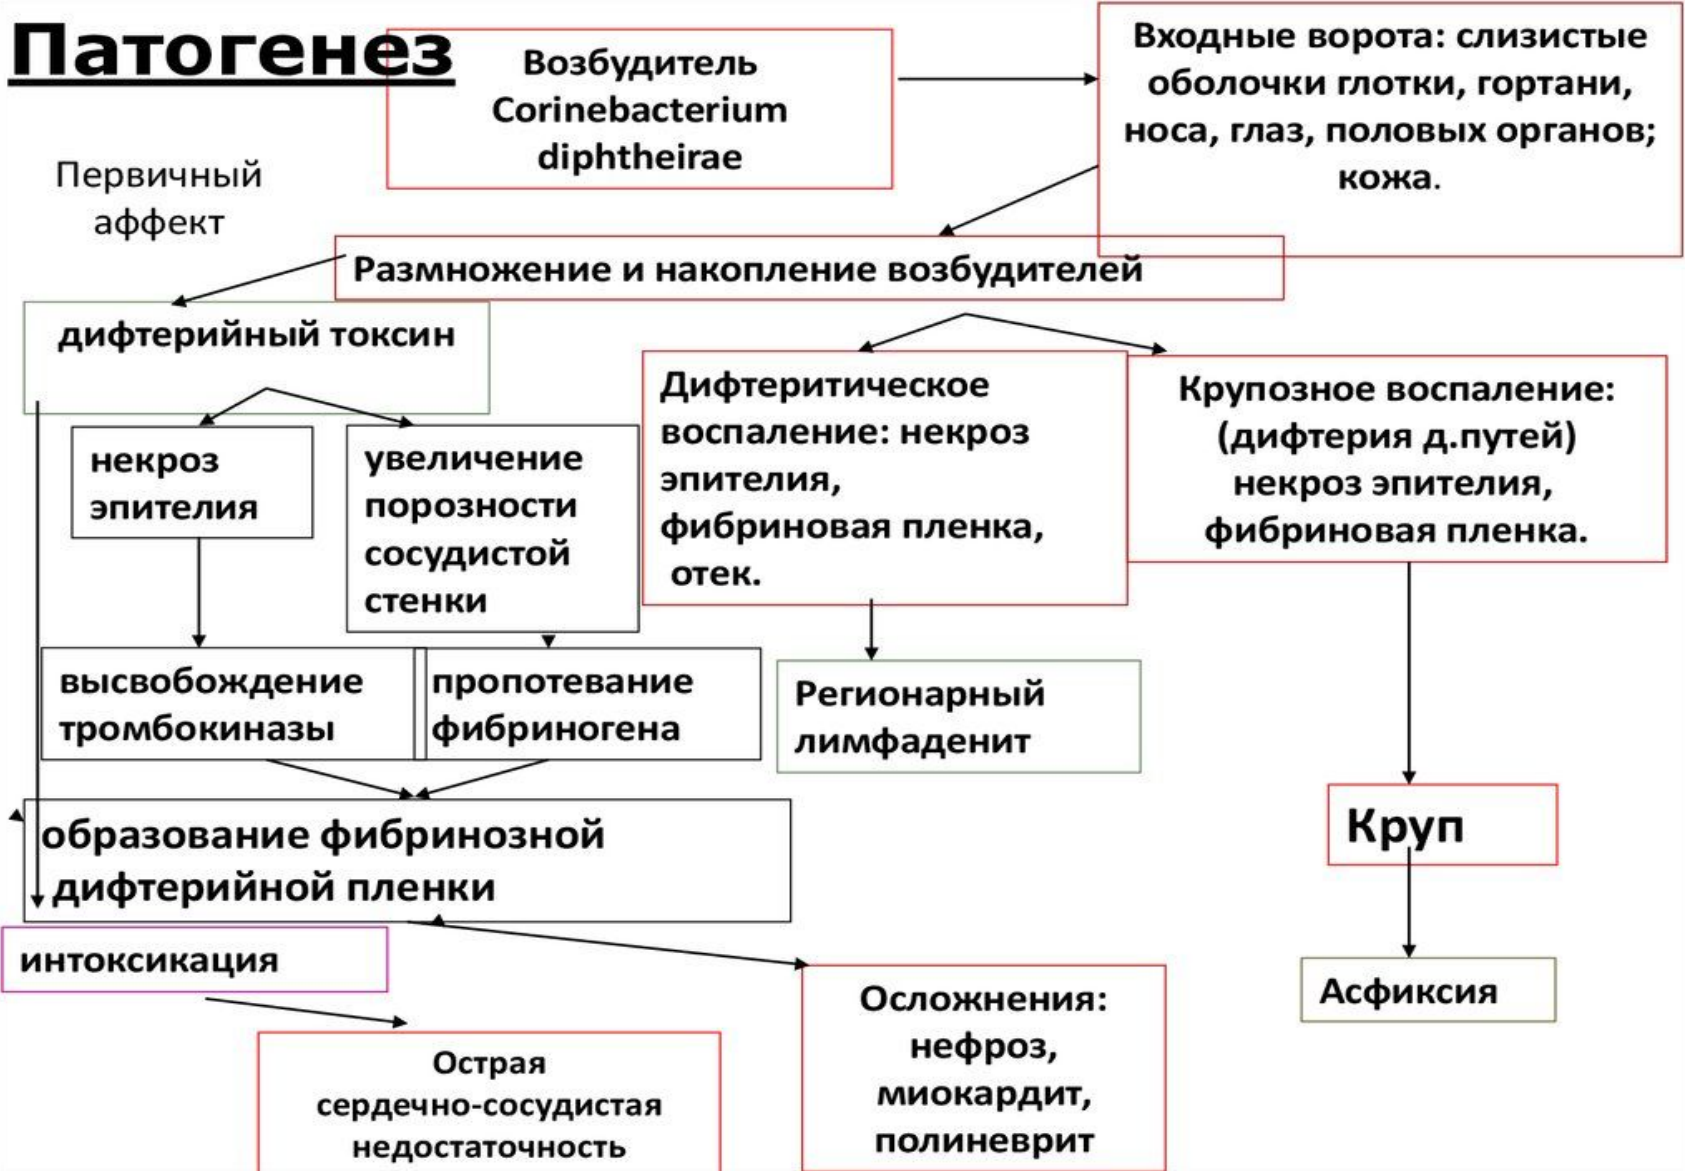 Патогенез
Возбудитель
Corinebacterium
diphtheirae
Входные ворота: слизистые
оболочки глотки, гортани,
носа, глаз, половых органов;
кожа.
Первичный
аффект
Размножение и накопление возбудителей
дифтерийный токсин
некроз
эпителия
увеличение
порозности
сосудистой
стенки
Дифтеритическое
воспаление: некроз
эпителия,
фибриновая пленка,
отек.
Крупозное воспаление:
(дифтерия д.путей)
некроз эпителия,
фибриновая пленка.
высвобождение
тромбокиназы
пропотевание
фибриногена
Регионарный
лимфаденит
образование фибринозной
дифтерийной пленки
Круп
интоксикация
Асфиксия
Острая
сердечно-сосудистая
недостаточность
Осложнения:
нефроз,
миокардит,
полиневрит